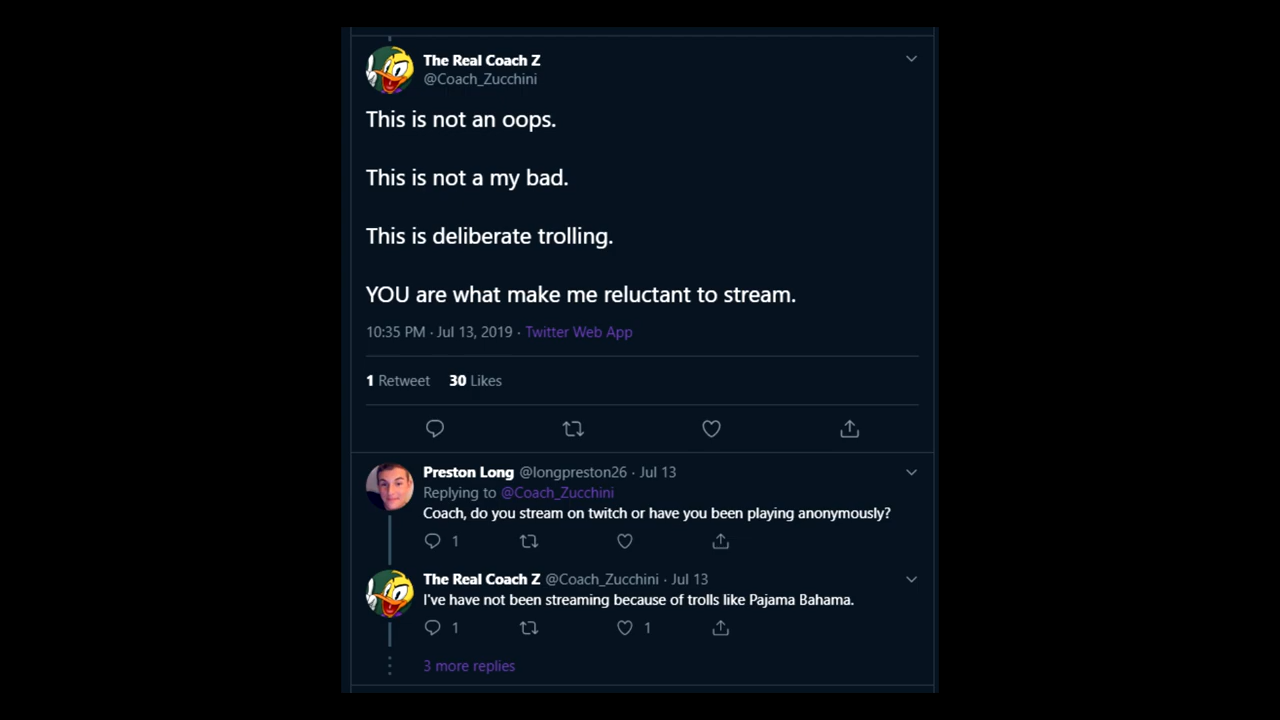 The Real Coach Z
@Coach_Zucchini
This is not an oops.
This is not a my bad.
This is deliberate trolling.
YOU are what make me reluctant to stream.
10:35 PM · Jul 13, 2019 · Twitter Web App
1 Retweet 30 Likes
Preston Long @longpreston26 · Jul 13
Replying to @Coach_Zucchini
Coach, do you stream on twitch or have you been playing anonymously?
1
The Real Coach Z @Coach_Zucchini · Jul 13
I've have not been streaming because of trolls like Pajama Bahama.
1 1
3 more replies